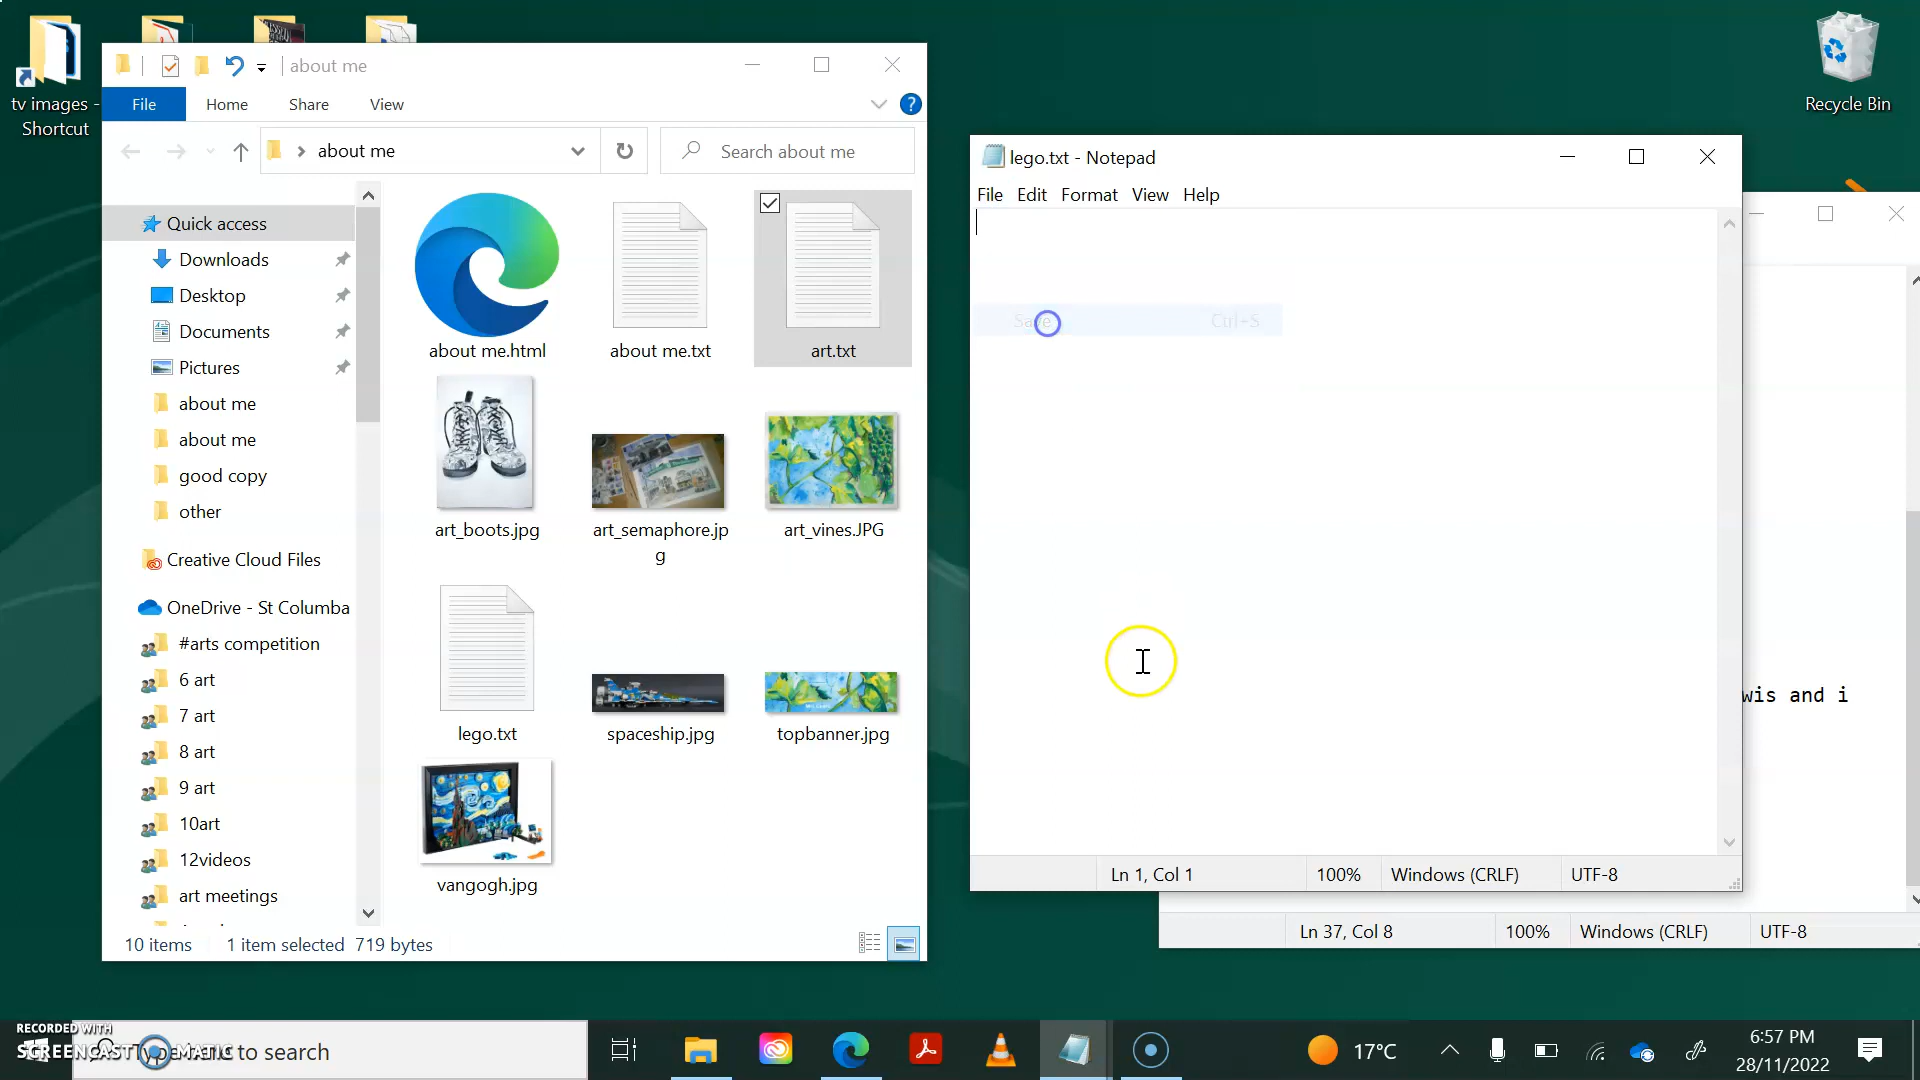 tv images -
Shortcut
Recycle Bin
about me
File Home Share View
about me
Search about me
Quick access
Downloads
Desktop
Documents
Pictures
about me
about me
good copy
other
Creative Cloud Files
OneDrive - St Columba
#arts competition
6 art
7 art
8 art
9 art
10art
12videos
art meetings
about me.html
about me.txt
art.txt
art_boots.jpg
art_semaphore.jp
g
art_vines.JPG
lego.txt
spaceship.jpg
topbanner.jpg
vangogh.jpg
10 items 1 item selected 719 bytes
lego.txt - Notepad
File Edit Format View Help
Save Ctrl+S
Ln 1, Col 1 100% Windows (CRLF) UTF-8
wis and i
Ln 37, Col 8 100% Windows (CRLF) UTF-8
RECORDED WITH
SCREENCAST MATIC
Type here to search
17°C
6:57 PM
28/11/2022